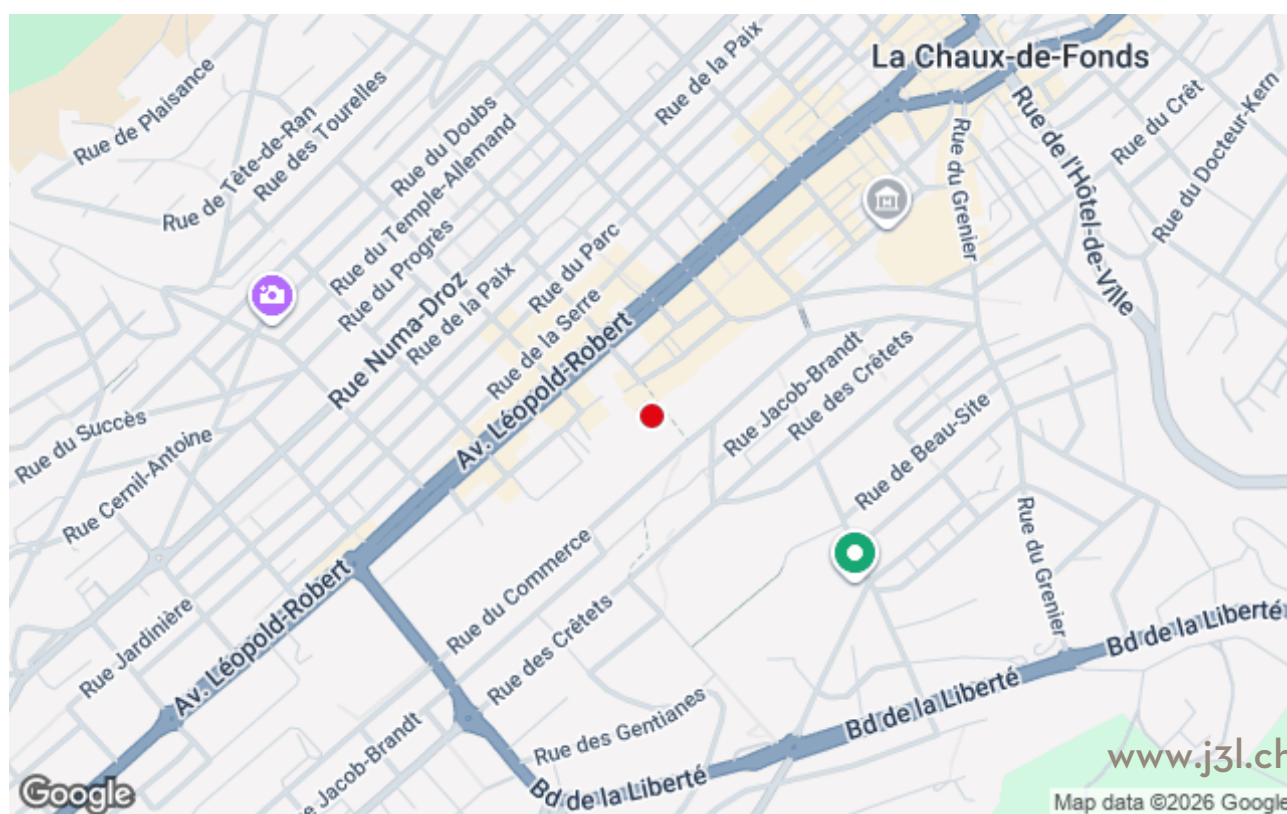 La Chaux-de-Fonds
Rue de Plaisance
Rue de Tête-de-Ran
Rue des Tourelles
Rue du Doubs
Rue du Temple-Allemand
Rue du Progrès
Rue Numa-Droz
Rue de la Paix
Rue de la Paix
Rue du Parc
Rue de la Serre
Av. Léopold-Robert
Rue du Grenier
Rue de l'Hôtel-de-Ville
Rue du Crêt
Rue du Docteur-Kern
Rue du Succès
Rue Cernil-Antoine
Rue Jacob-Brandt
Rue des Crêtets
Rue de Beau-Site
Rue du Grenier
Rue Jardinière
Av. Léopold-Robert
Rue du Commerce
Rue des Crêtets
Rue des Gentianes
ue Jacob-Brandt
Bd de la Liberté
Bd de la Liberté
Bd de la Liberté
www.j3l.ch
Google
Map data ©2026 Google